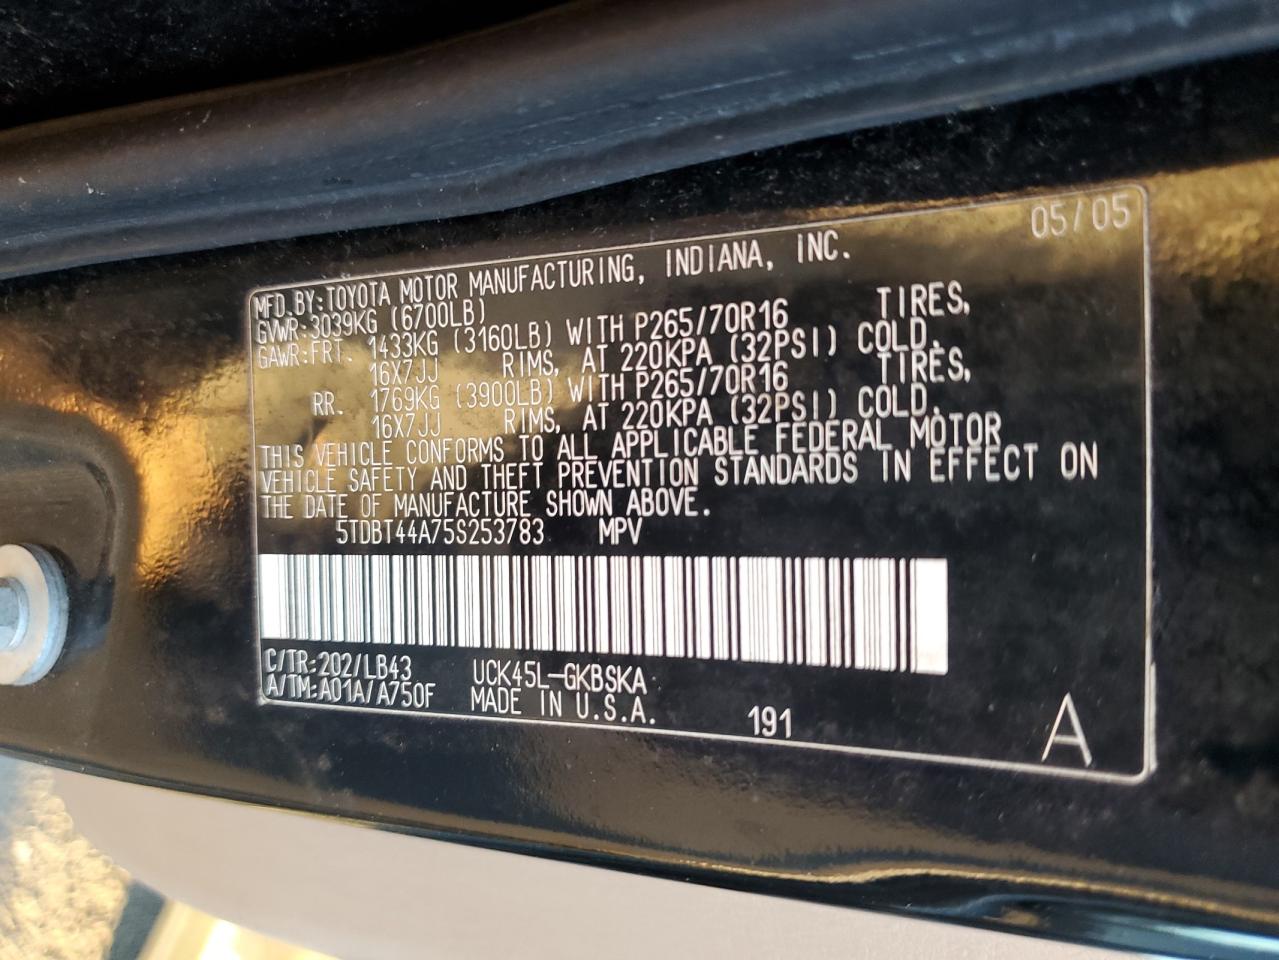 05/05
MFD.BY:TOYOTA MOTOR MANUFACTURING, INDIANA, INC.
GVWR:3039KG (6700LB)
GAWR:FRT. 1433KG (3160LB) WITH P265/70R16 TIRES,
16X7JJ RIMS, AT 220KPA (32PSI) COLD.
RR. 1769KG (3900LB) WITH P265/70R16 TIRES,
16X7JJ RIMS, AT 220KPA (32PSI) COLD.
THIS VEHICLE CONFORMS TO ALL APPLICABLE FEDERAL MOTOR
VEHICLE SAFETY AND THEFT PREVENTION STANDARDS IN EFFECT ON
THE DATE OF MANUFACTURE SHOWN ABOVE.
5TDBT44A75S253783 MPV
C/TR:202/LB43 UCK45L-GKBSKA
A/TM:A01A/A750F MADE IN U.S.A. 191 A